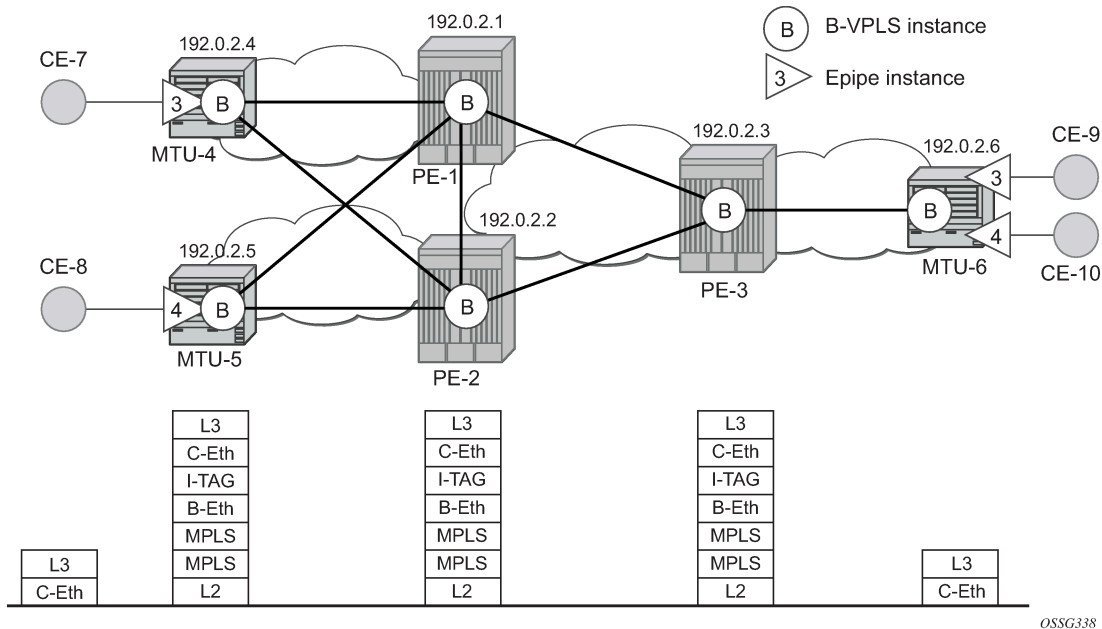 192.0.2.1
B
B-VPLS instance
192.0.2.4
CE-7
3
Epipe instance
3
B
B
192.0.2.3
CE-9
MTU-4
192.0.2.6
PE-1
3
192.0.2.2
B
B
192.0.2.5
4
CE-8
MTU-6
CE-10
PE-3
4
B
B
MTU-5
PE-2
L3
L3
L3
C-Eth
C-Eth
C-Eth
I-TAG
I-TAG
I-TAG
B-Eth
B-Eth
B-Eth
MPLS
MPLS
MPLS
L3
MPLS
MPLS
MPLS
L3
C-Eth
L2
L2
L2
C-Eth
OSSG338